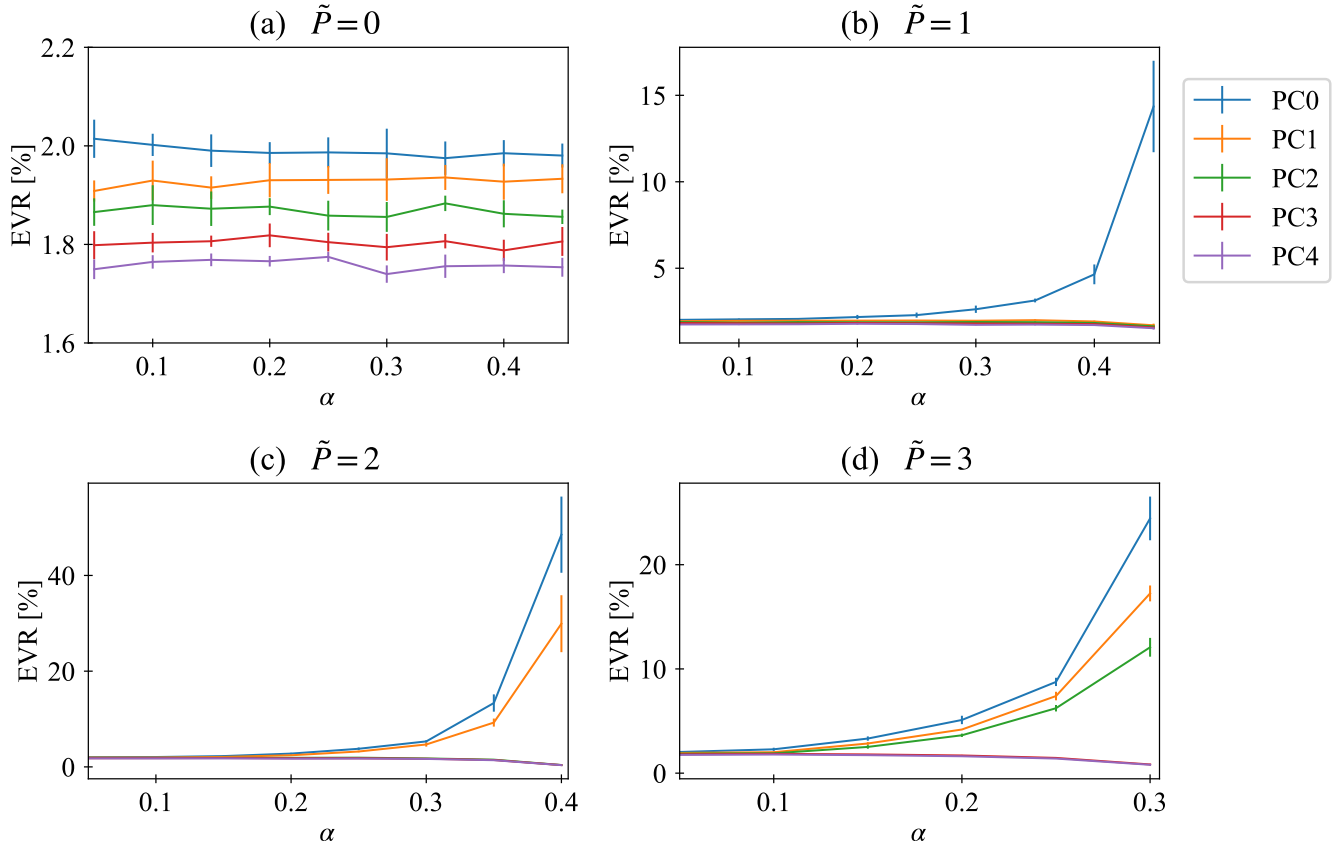 (a) P̃ = 0
2.2
2.0
1.8
1.6
EVR [%]
0.1 0.2 0.3 0.4
α
(b) P̃ = 1
15
10
5
EVR [%]
0.1 0.2 0.3 0.4
α
PC0
PC1
PC2
PC3
PC4
(c) P̃ = 2
40
20
0
EVR [%]
0.1 0.2 0.3 0.4
α
(d) P̃ = 3
20
10
0
EVR [%]
0.1 0.2 0.3
α